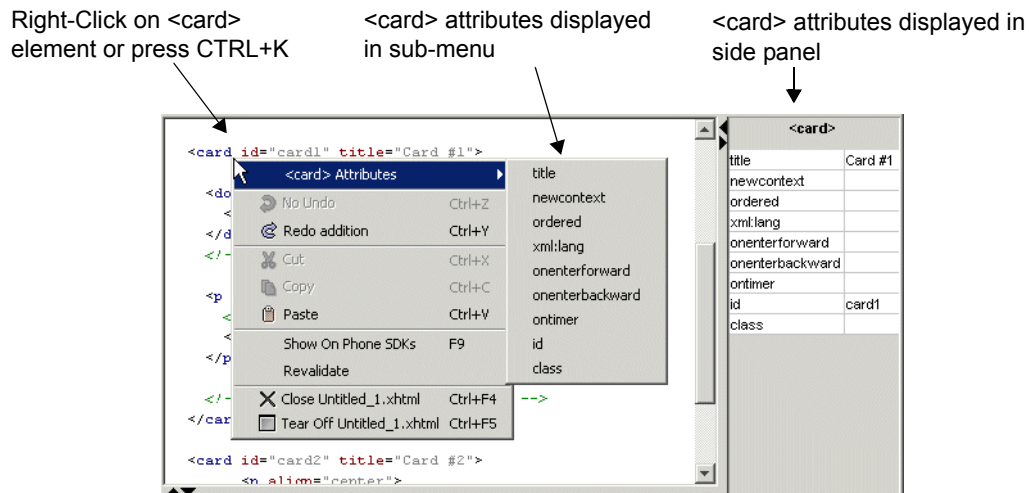 Right-Click on <card>
element or press CTRL+K
<card> attributes displayed
in sub-menu
<card> attributes displayed in
side panel
<card id="card1" title="Card #1">
<do
<
</d
<!-
<p
<
<
</p
<!-
-->
</car
<card id="card2" title="Card #2">
<p align="center">
<card> Attributes
No Undo Ctrl+Z
Redo addition Ctrl+Y
Cut Ctrl+X
Copy Ctrl+C
Paste Ctrl+V
Show On Phone SDKs F9
Revalidate
Close Untitled_1.xhtml Ctrl+F4
Tear Off Untitled_1.xhtml Ctrl+F5
title
newcontext
ordered
xml:lang
onenterforward
onenterbackward
ontimer
id
class
<card>
title Card #1
newcontext
ordered
xml:lang
onenterforward
onenterbackward
ontimer
id card1
class